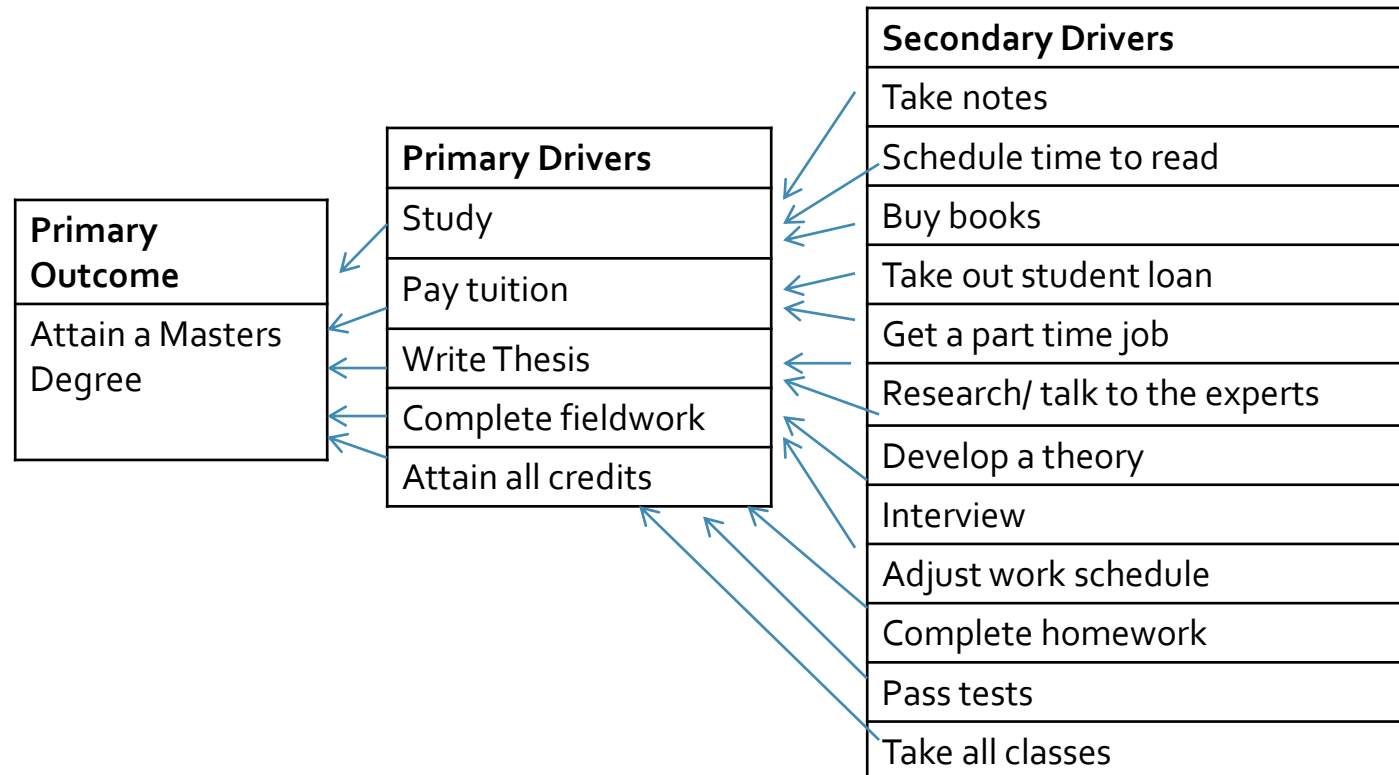 Primary
Outcome
Attain a Masters
Degree
Primary Drivers
Study
Pay tuition
Write Thesis
Complete fieldwork
Attain all credits
Secondary Drivers
Take notes
Schedule time to read
Buy books
Take out student loan
Get a part time job
Research/ talk to the experts
Develop a theory
Interview
Adjust work schedule
Complete homework
Pass tests
Take all classes